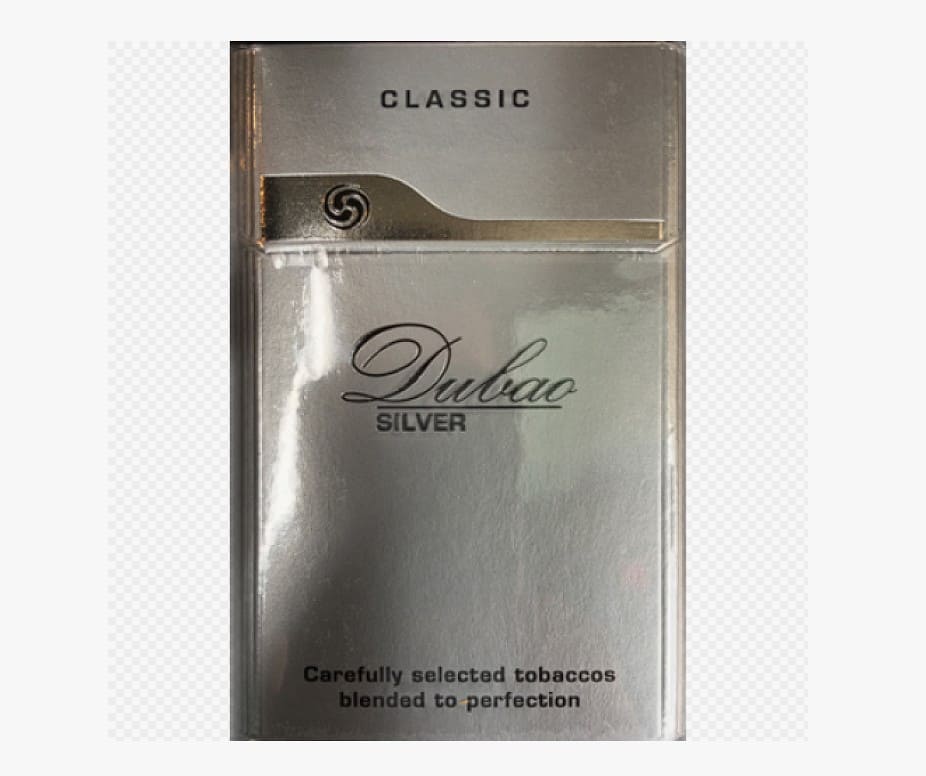 CLASSIC
Dubao
SILVER
Carefully selected tobaccos
blended to perfection